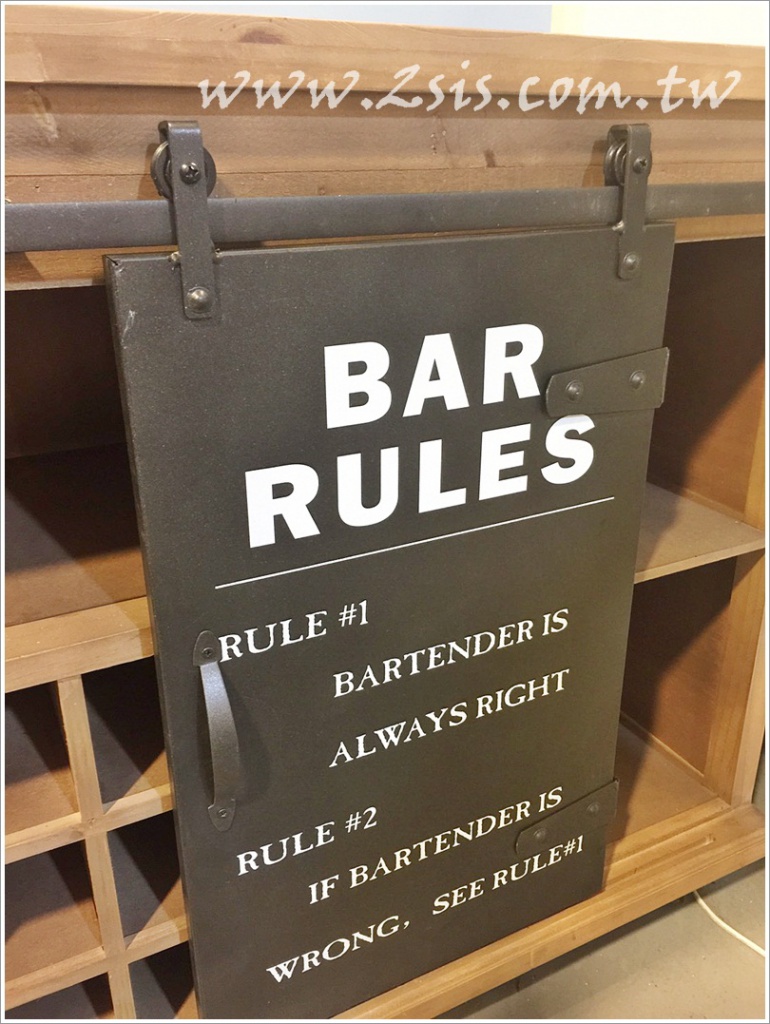 www.2sis.com.tw
BAR
RULES
RULE #1
BARTENDER IS
ALWAYS RIGHT
RULE #2
IF BARTENDER IS
WRONG, SEE RULE#1